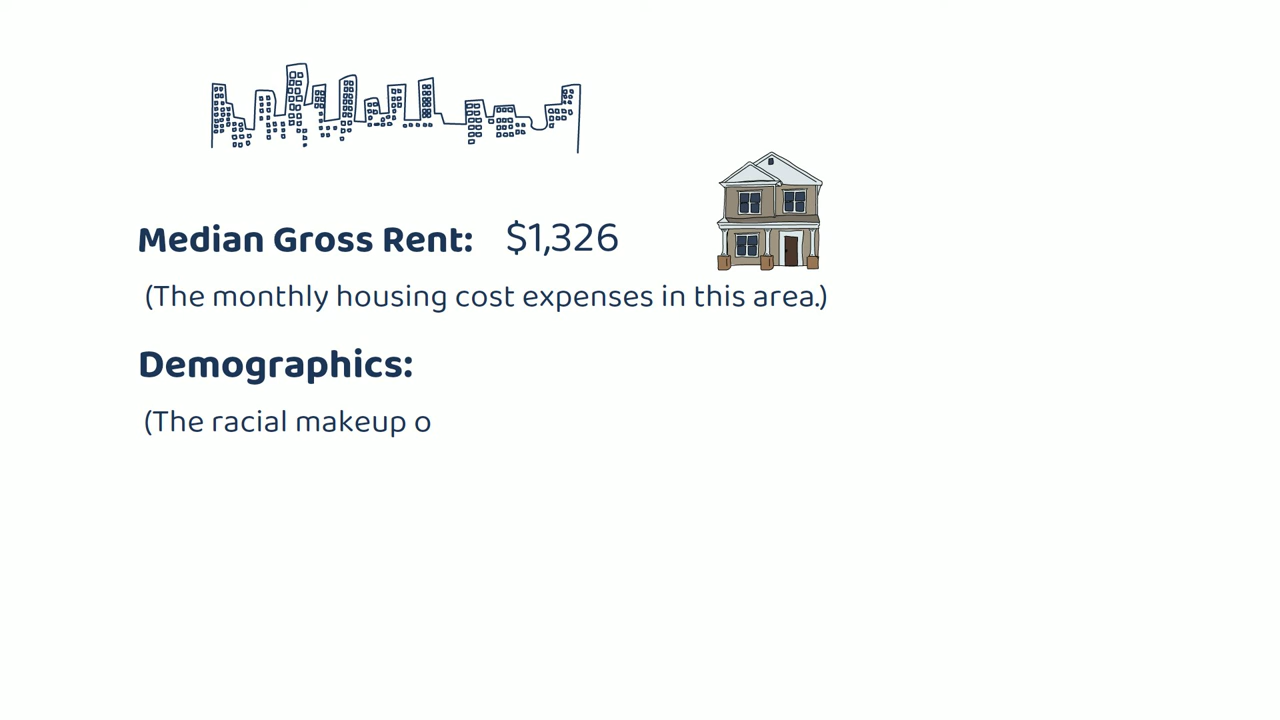 Median Gross Rent: $1,326
(The monthly housing cost expenses in this area.)
Demographics:
(The racial makeup o